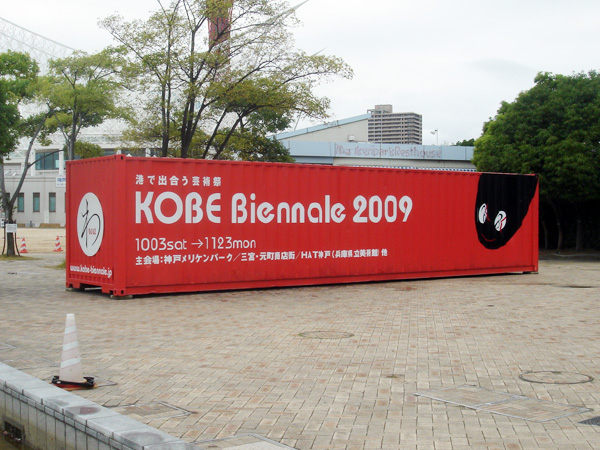 港で出合う芸術祭
KOBE Biennale 2009
1003sat →1123mon
主会場:神戸メリケンパーク/三宮・元町商店街/HAT神戸(兵庫県立美術館)他
わ
www.kobe-biennale.jp